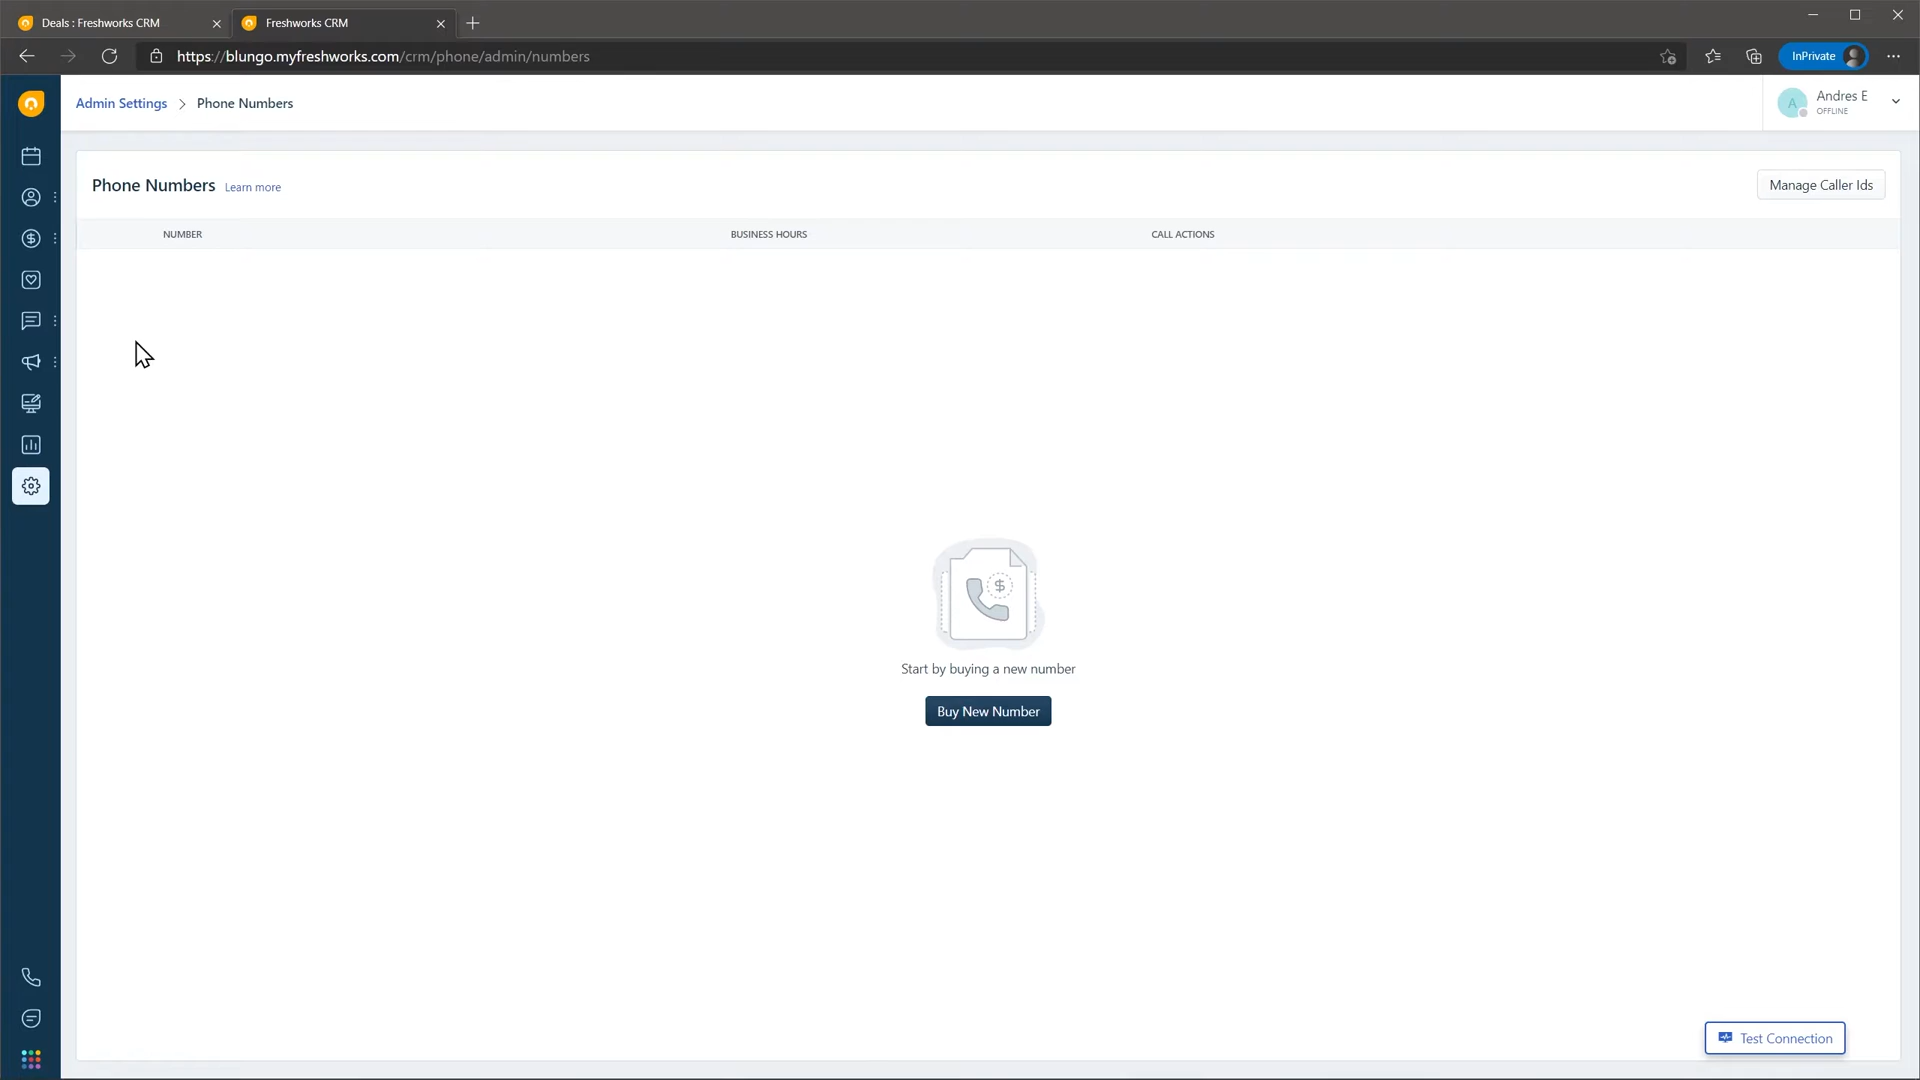 Deals : Freshworks CRM
Freshworks CRM
https://blungo.myfreshworks.com/crm/phone/admin/numbers
InPrivate
Admin Settings > Phone Numbers
A
Andres E
OFFLINE
Phone Numbers Learn more
Manage Caller Ids
NUMBER BUSINESS HOURS CALL ACTIONS
$
Start by buying a new number
Buy New Number
Test Connection